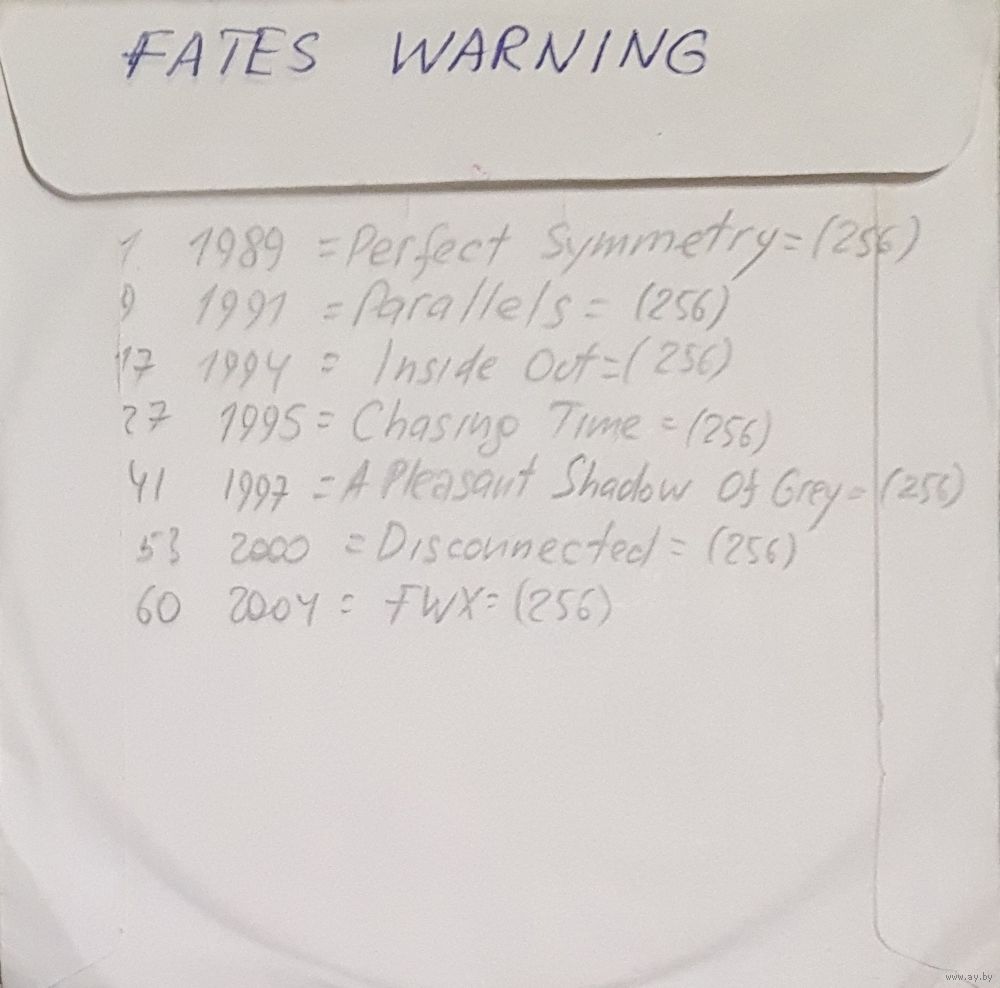 FATES WARNING
1 1989 = Perfect Symmetry = (256)
9 1991 = Parallels = (256)
17 1994 = Inside Out = (256)
27 1995 = Chasing Time = (256)
41 1997 = A Pleasant Shadow Of Grey = (256)
53 2000 = Disconnected = (256)
60 2004 = FWX = (256)
www.ay.by